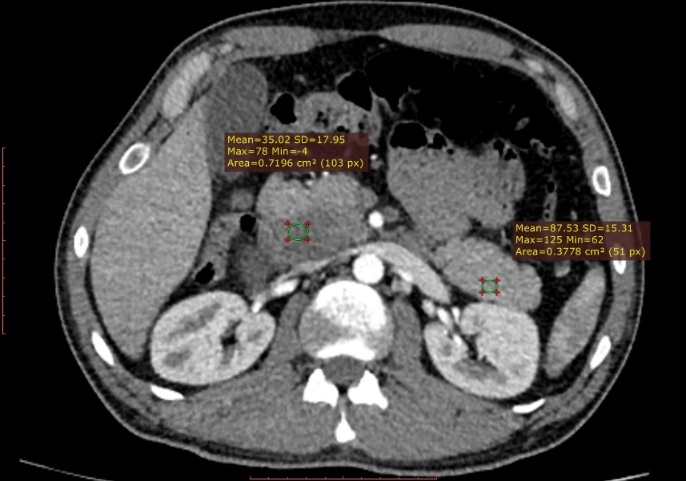 Mean=35.02 SD=17.95
Max=78 Min=-4
Area=0.7196 cm² (103 px)
Mean=87.53 SD=15.31
Max=125 Min=62
Area=0.3778 cm² (51 px)